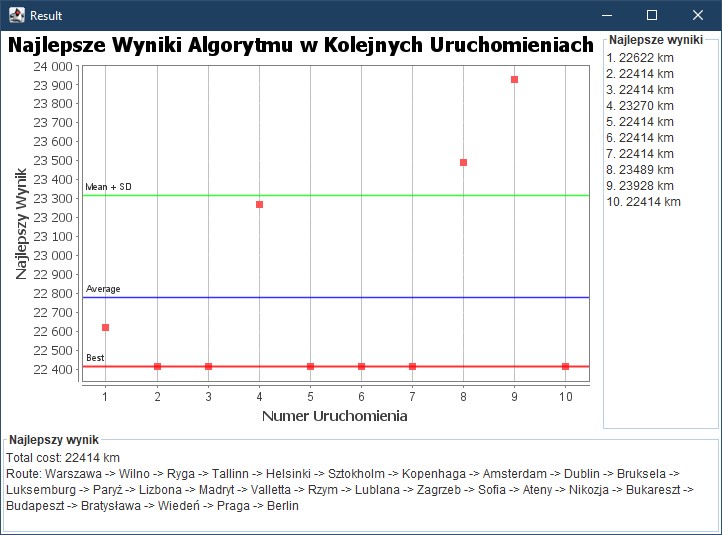 Result
Najlepsze Wyniki Algorytmu w Kolejnych Uruchomieniach
Najlepszy Wynik
24 000
23 900
23 800
23 700
23 600
23 500
23 400
23 300
23 200
23 100
23 000
22 900
22 800
22 700
22 600
22 500
22 400
Mean + SD
Average
Best
1 2 3 4 5 6 7 8 9 10
Numer Uruchomienia
Najlepsze wyniki
1. 22622 km
2. 22414 km
3. 22414 km
4. 23270 km
5. 22414 km
6. 22414 km
7. 22414 km
8. 23489 km
9. 23928 km
10. 22414 km
Najlepszy wynik
Total cost: 22414 km
Route: Warszawa -> Wilno -> Ryga -> Tallinn -> Helsinki -> Sztokholm -> Kopenhaga -> Amsterdam -> Dublin -> Bruksela ->
Luksemburg -> Paryż -> Lizbona -> Madryt -> Valletta -> Rzym -> Lublana -> Zagrzeb -> Sofia -> Ateny -> Nikozja -> Bukareszt ->
Budapeszt -> Bratysława -> Wiedeń -> Praga -> Berlin